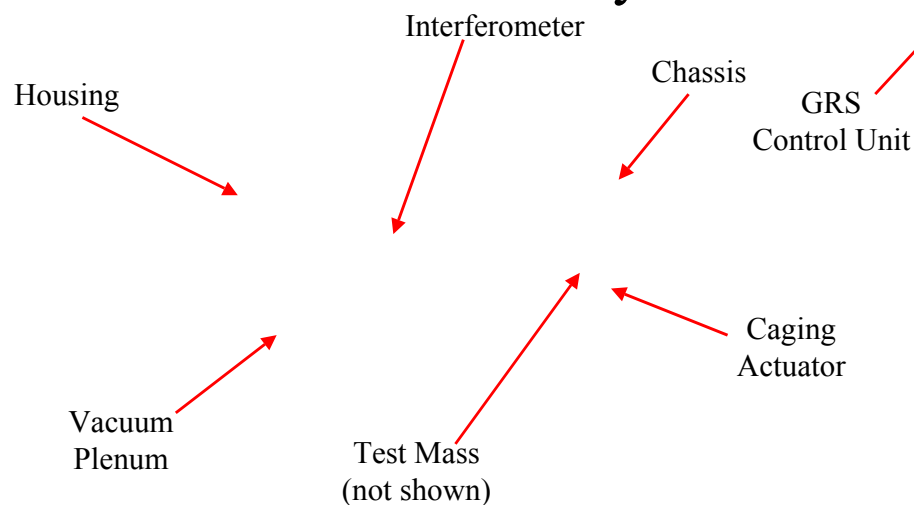 Interferometer
Housing
Chassis
GRS
Control Unit
Caging
Actuator
Vacuum
Plenum
Test Mass
(not shown)